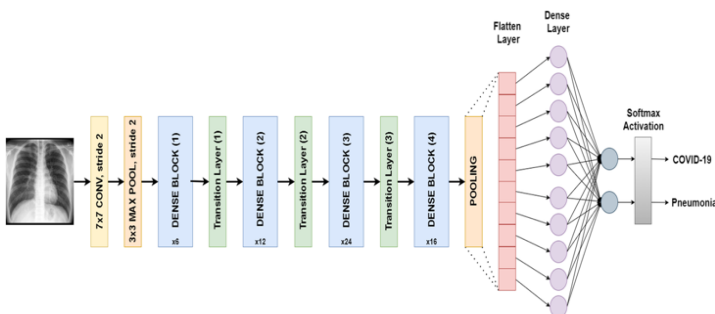 Flatten
Layer
Dense
Layer
7x7 CONV, stride 2
3x3 MAX POOL, stride 2
DENSE BLOCK (1)
x6
Transition Layer (1)
DENSE BLOCK (2)
x12
Transition Layer (2)
DENSE BLOCK (3)
x24
Transition Layer (3)
DENSE BLOCK (4)
x16
POOLING
Softmax
Activation
COVID-19
Pneumonia